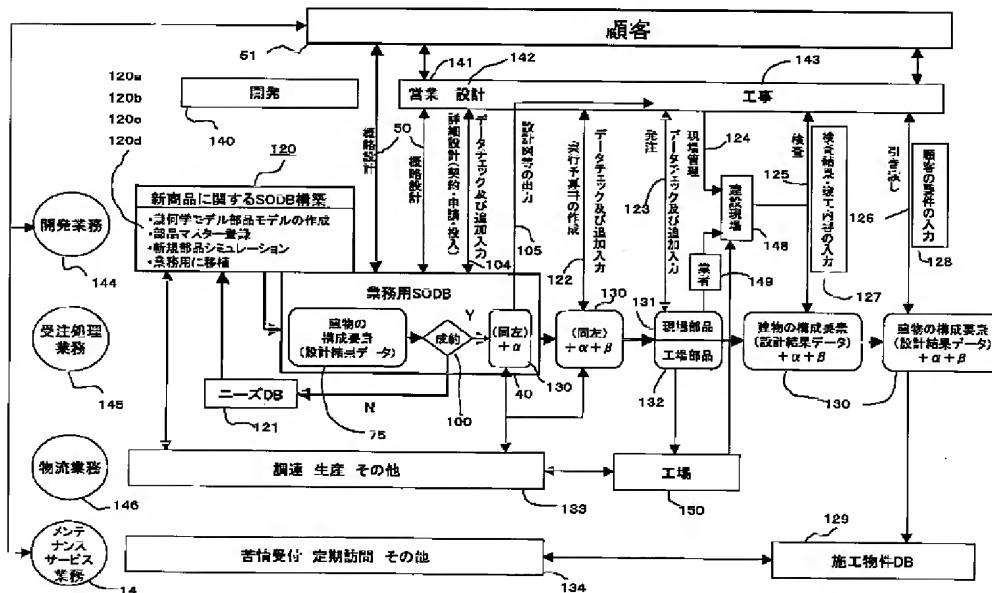 顧客
51
141
142
143
営業 設計
工事
120a
120b
120c
120d
開発
140
120
概略設計
50
概略設計
詳細設計(契約・申請・投入)
データチェック及び追加入力
104
設計図等の出力
105
実行予算書の作成
データチェック及び追加入力
122
発注
データチェック及び追加入力
123
現場管理
124
検査
125
検査結果・竣工内容の入力
127
引き渡し
126
顧客の要件の入力
128
新商品に関するSODB構築
・幾何学モデル部品モデルの作成
・部品マスター登録
・新規部品シミュレーション
・業務用に移植
開発業務
144
建設現場
148
業者
149
業務用SODB
建物の
構成要素
(設計結果データ)
75
成約
Y
N
100
(同左)
+α
40
130
130
(同左)
+α+β
131
現場部品
工場部品
132
建物の構成要素
(設計結果データ)
+α+β
建物の構成要素
(設計結果データ)
+α+β
130
受注処理
業務
145
ニーズDB
121
物流業務
146
調達 生産 その他
133
工場
150
メンテ
ナンス
サービス
業務
14
苦情受付 定期訪問 その他
134
129
施工物件DB